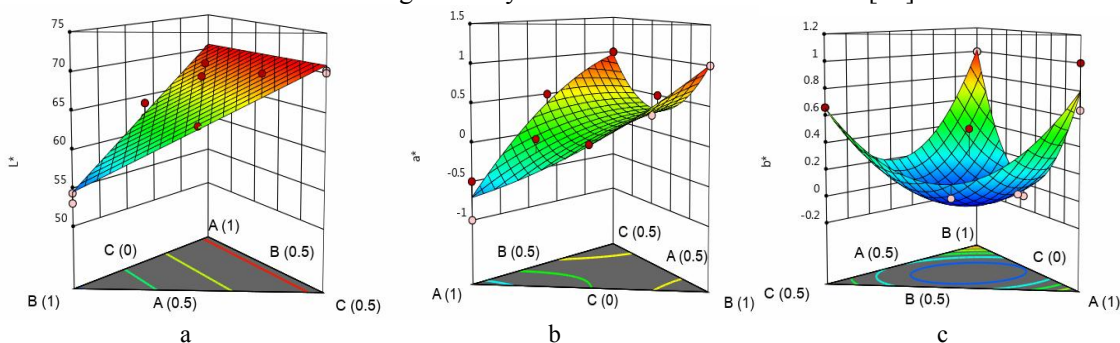 75
70
65
60
55
50
L*
A (1)
C (0)
B (0.5)
B (1)
A (0.5)
C (0.5)
a
1.5
1
0.5
0
-0.5
-1
a*
C (0.5)
B (0.5)
A (0.5)
A (1)
C (0)
B (1)
b
1.2
1
0.8
0.6
0.4
0.2
0
-0.2
b*
B (1)
A (0.5)
C (0)
C (0.5)
B (0.5)
A (1)
c